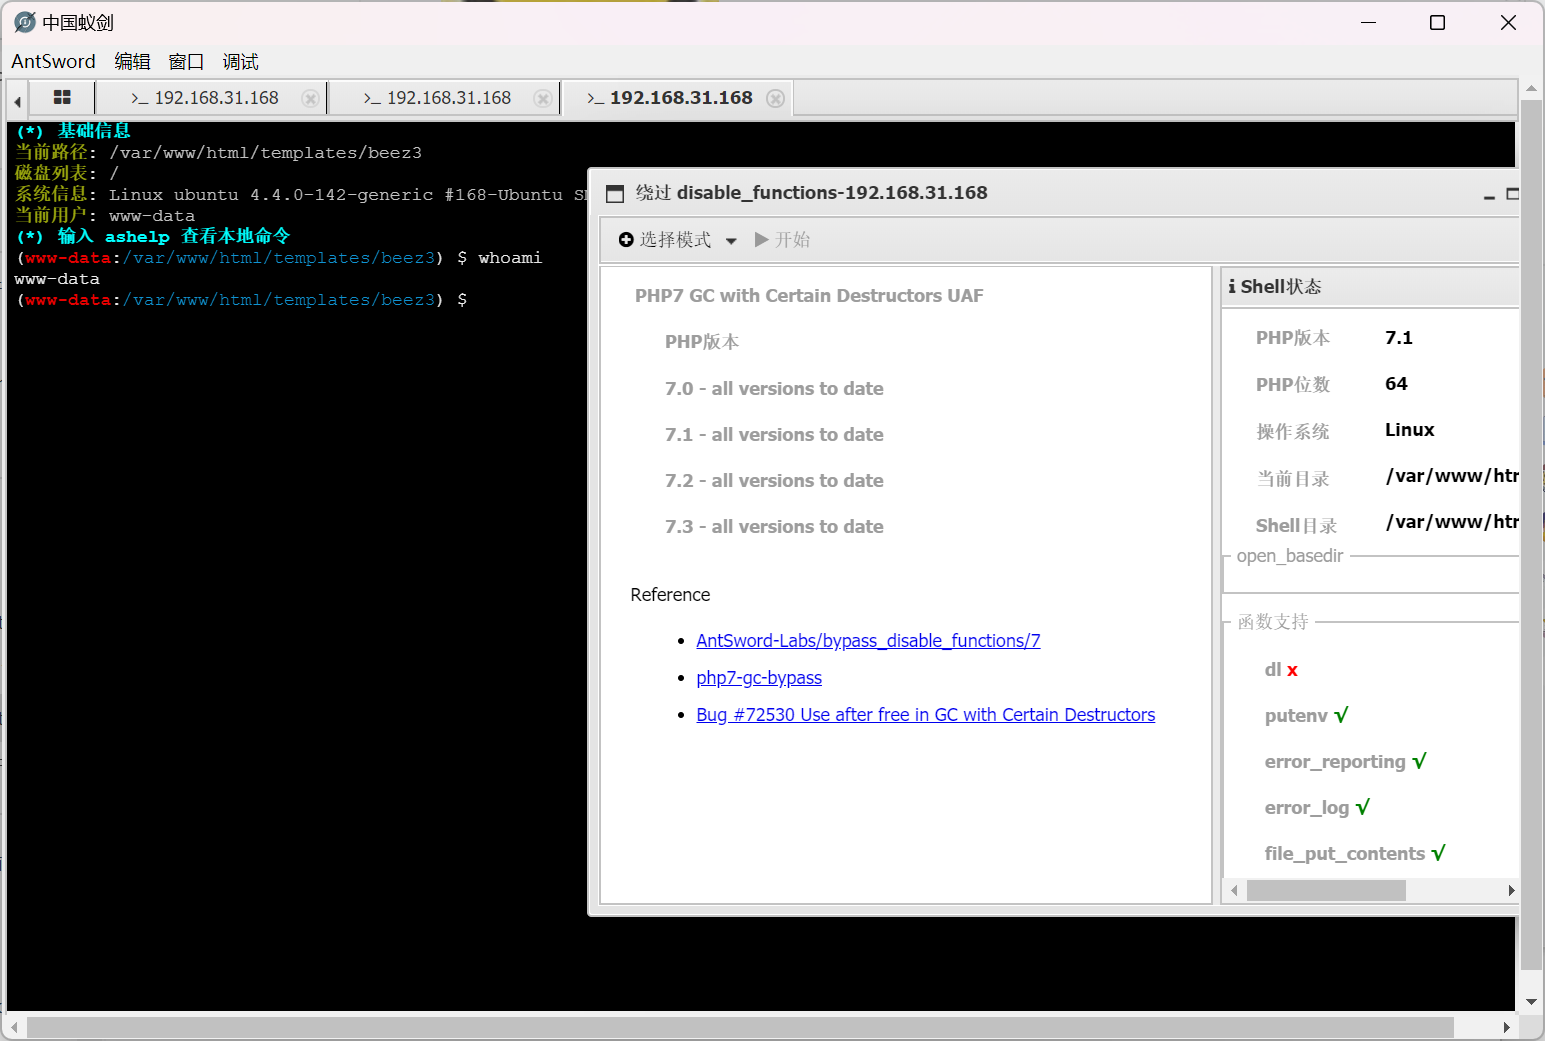 中国蚁剑
AntSword 编辑 窗口 调试
>_ 192.168.31.168 >_ 192.168.31.168 >_ 192.168.31.168
(*) 基础信息
当前路径: /var/www/html/templates/beez3
磁盘列表: /
系统信息: Linux ubuntu 4.4.0-142-generic #168-Ubuntu
当前用户: www-data
(*) 输入 ashelp 查看本地命令
(www-data:/var/www/html/templates/beez3) $ whoami
www-data
(www-data:/var/www/html/templates/beez3) $
绕过 disable_functions-192.168.31.168
选择模式 开始
PHP7 GC with Certain Destructors UAF
PHP版本
7.0 - all versions to date
7.1 - all versions to date
7.2 - all versions to date
7.3 - all versions to date
Reference
• AntSword-Labs/bypass_disable_functions/7
• php7-gc-bypass
• Bug #72530 Use after free in GC with Certain Destructors
Shell状态
PHP版本 7.1
PHP位数 64
操作系统 Linux
当前目录 /var/www/htm
Shell目录 /var/www/htm
open_basedir
函数支持
dl x
putenv √
error_reporting √
error_log √
file_put_contents √